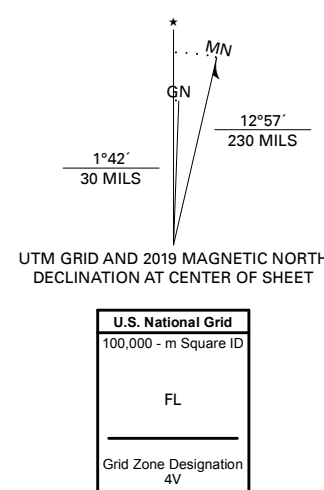 ★
MN
GN
12°57´
230 MILS
1°42´
30 MILS
UTM GRID AND 2019 MAGNETIC NORTH
DECLINATION AT CENTER OF SHEET
U.S. National Grid
100,000 - m Square ID
FL
Grid Zone Designation
4V